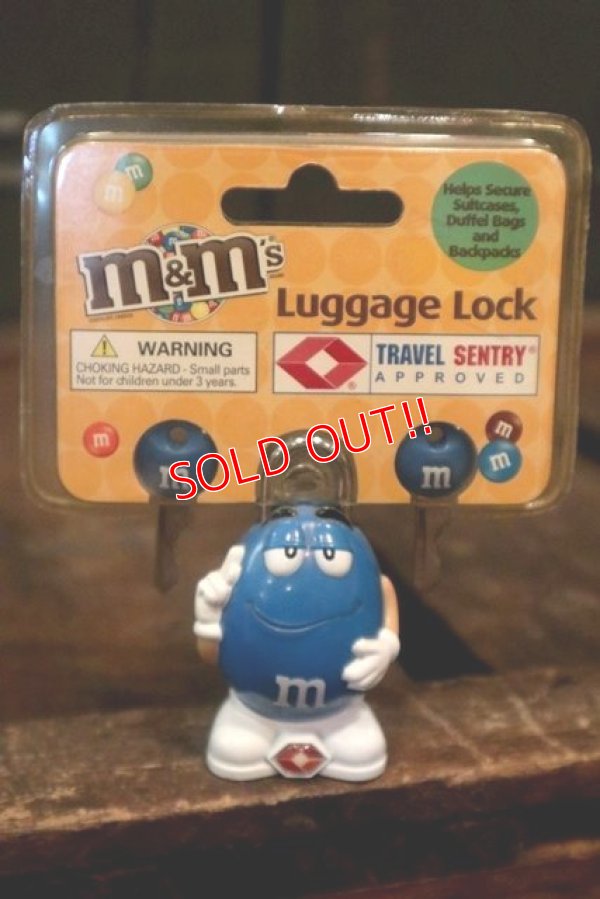 m
m
Helps Secure
Suitcases,
Duffel Bags
and
Backpacks
m&m's
Luggage Lock
WARNING
CHOKING HAZARD - Small parts
Not for children under 3 years.
TRAVEL SENTRY®
APPROVED
®
SOLD OUT!!
m
m
m
m
m
m